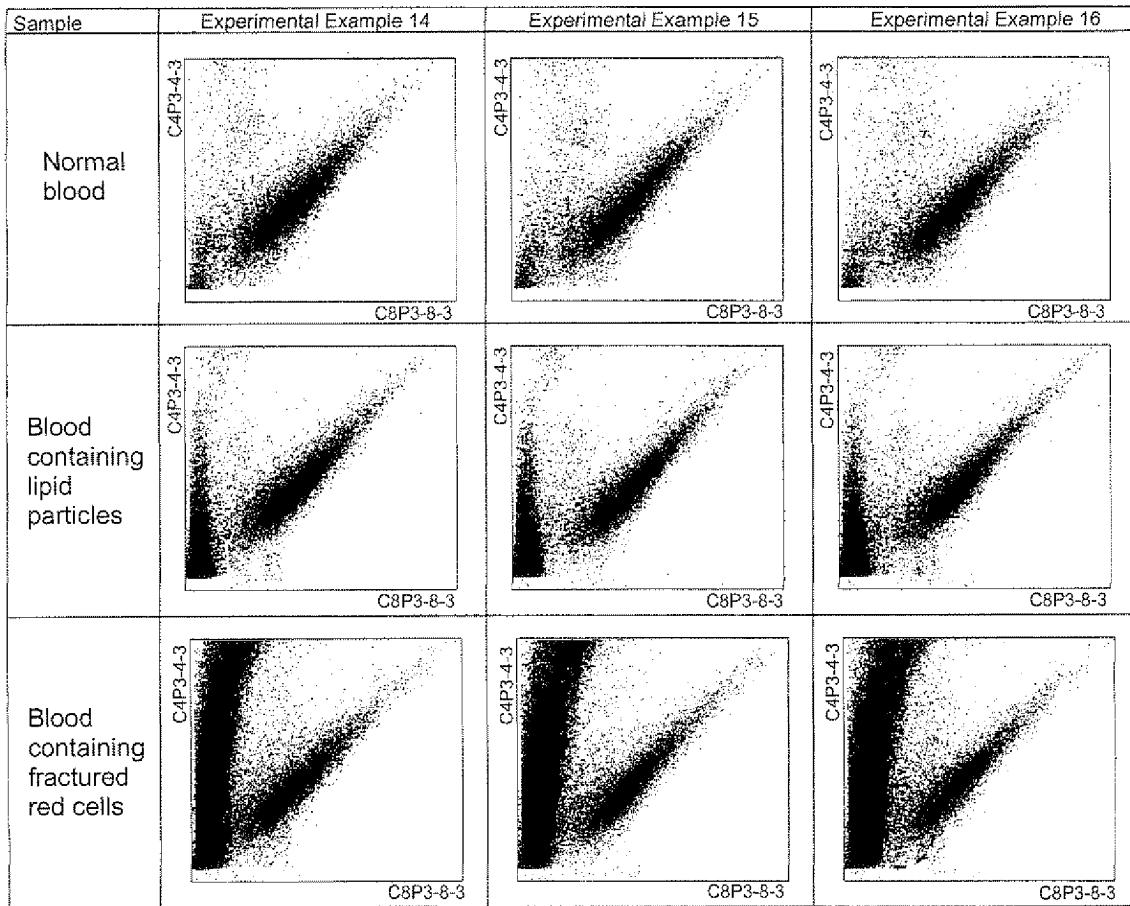 Sample Experimental Example 14 Experimental Example 15 Experimental Example 16
Normal
blood
C4P3-4-3
C8P3-8-3
C4P3-4-3
C8P3-8-3
C4P3-4-3
C8P3-8-3
Blood
containing
lipid
particles
C4P3-4-3
C8P3-8-3
C4P3-4-3
C8P3-8-3
C4P3-4-3
C8P3-8-3
Blood
containing
fractured
red cells
C4P3-4-3
C8P3-8-3
C4P3-4-3
C8P3-8-3
C4P3-4-3
C8P3-8-3